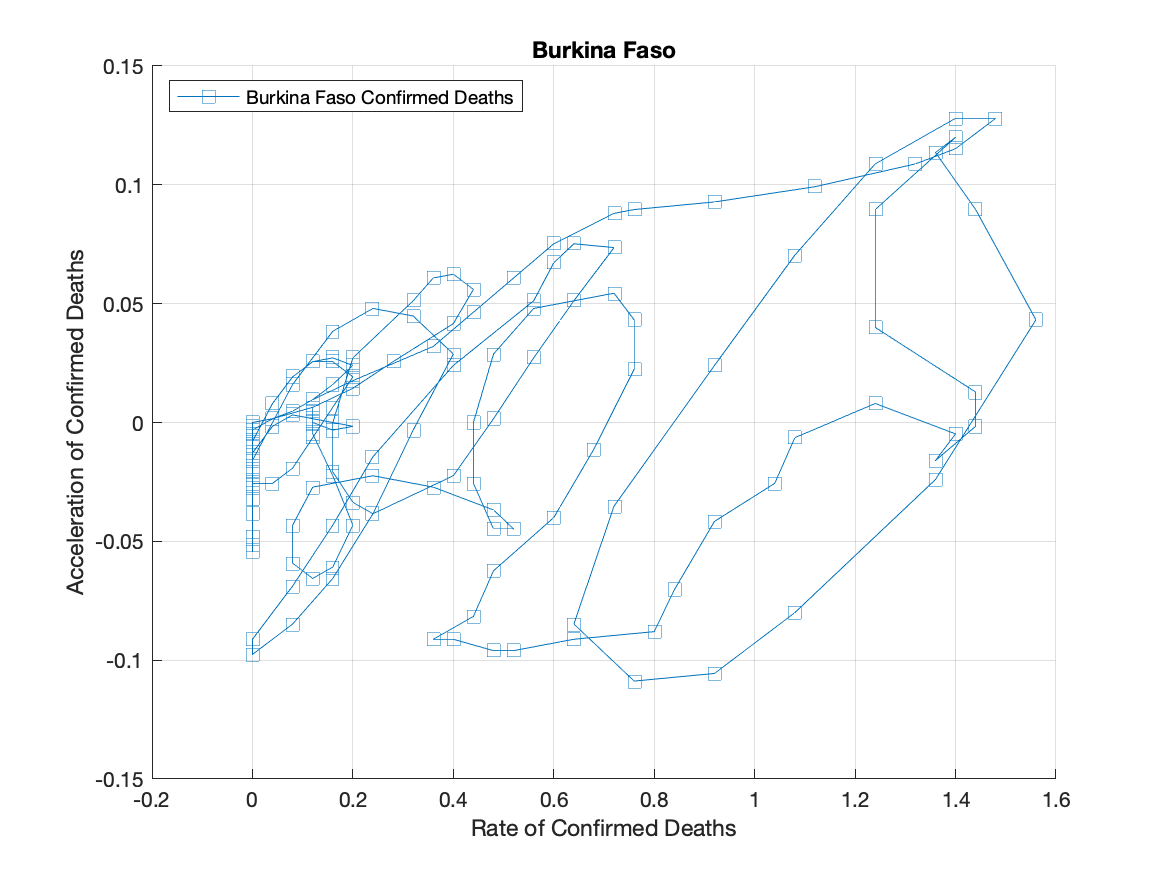 Burkina Faso
0.15
Burkina Faso Confirmed Deaths
0.1
0.05
0
-0.05
-0.1
-0.15
Acceleration of Confirmed Deaths
-0.2 0 0.2 0.4 0.6 0.8 1 1.2 1.4 1.6
Rate of Confirmed Deaths